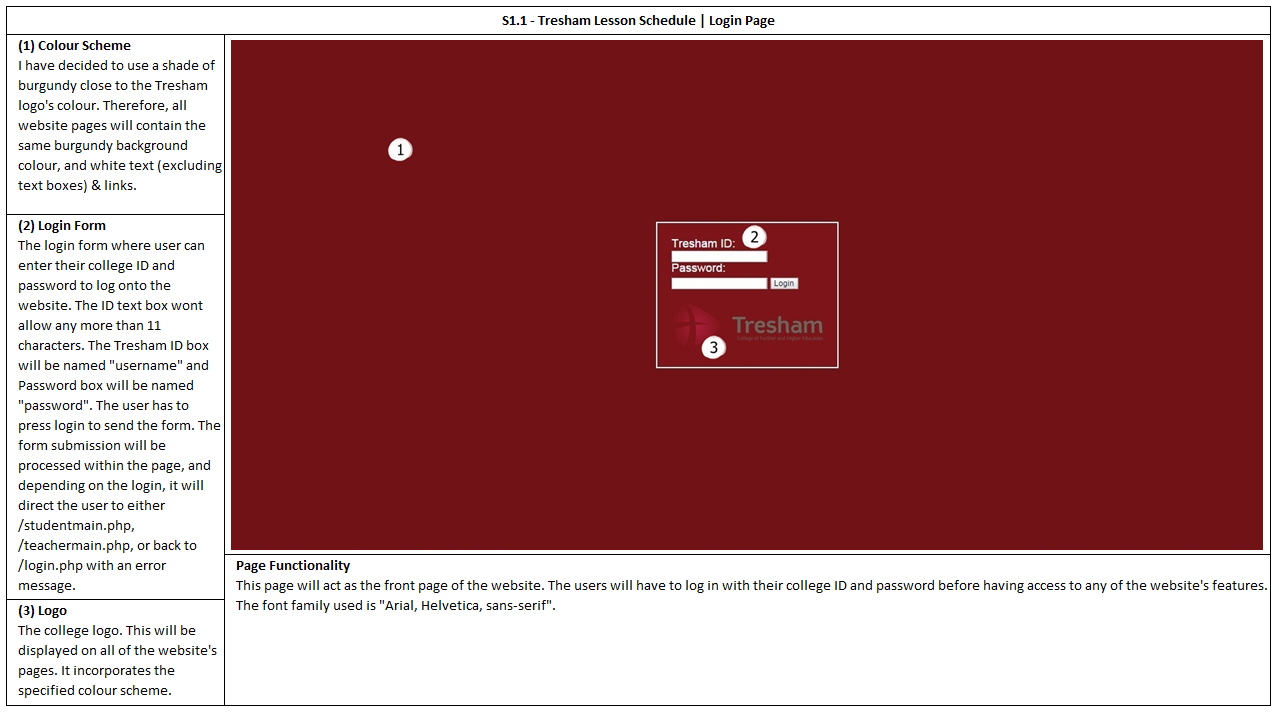 S1.1 - Tresham Lesson Schedule | Login Page
(1) Colour Scheme
I have decided to use a shade of
burgundy close to the Tresham
logo's colour. Therefore, all
website pages will contain the
same burgundy background
colour, and white text (excluding
text boxes) & links.
(2) Login Form
The login form where user can
enter their college ID and
password to log onto the
website. The ID text box wont
allow any more than 11
characters. The Tresham ID box
will be named "username" and
Password box will be named
"password". The user has to
press login to send the form. The
form submission will be
processed within the page, and
depending on the login, it will
direct the user to either
/studentmain.php,
/teachermain.php, or back to
/login.php with an error
message.
(3) Logo
The college logo. This will be
displayed on all of the website's
pages. It incorporates the
specified colour scheme.
1
Tresham ID: 2
Password:
Login
Tresham
College of Further and Higher Education
3
Page Functionality
This page will act as the front page of the website. The users will have to log in with their college ID and password before having access to any of the website's features.
The font family used is "Arial, Helvetica, sans-serif".